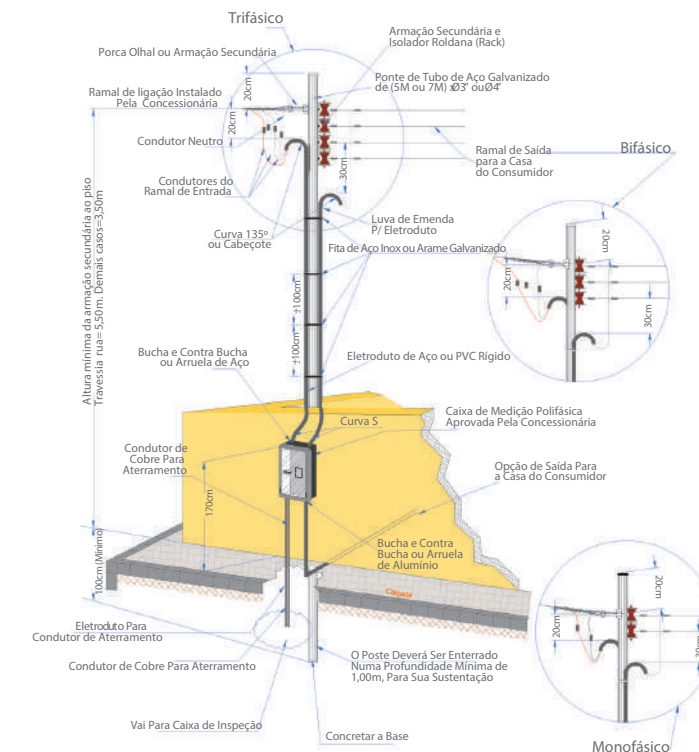 Trifásico
Armação Secundária e
Isolador Roldana (Rack)
Porca Olhal ou Armação Secundária
20cm
Ponte de Tubo de Aço Galvanizado
de (5M ou 7M) xØ3" ouØ4"
Ramal de ligação Instalado
Pela Concessionária
20cm
Condutor Neutro
Ramal de Saída
para a Casa
do Consumidor
Bifásico
30cm
Condutores do
Ramal de Entrada
Curva 135º
ou Cabeçote
Luva de Emenda
P/ Eletroduto
Fita de Aço Inox ou Arame Galvanizado
20cm
20cm
30cm
Altura mínima da armação secundária ao piso
Travessia rua= 5,50m. Demais casos=3,50m
±100cm
±100cm
Bucha e Contra Bucha
ou Arruela de Aço
Eletroduto de Aço ou PVC Rígido
Curva S
Caixa de Medição Polifásica
Aprovada Pela Concessionária
Condutor de
Cobre Para
Aterramento
170cm
Opção de Saída Para
a Casa do Consumidor
Bucha e Contra
Bucha ou Arruela
de Alumínio
100cm (Mínimo)
Calçada
20cm
20cm
30cm
Eletroduto Para
Condutor de Aterramento
Condutor de Cobre Para Aterramento
O Poste Deverá Ser Enterrado
Numa Profundidade Mínima de
1,00m, Para Sua Sustentação
Vai Para Caixa de Inspeção
Concretar a Base
Monofásico